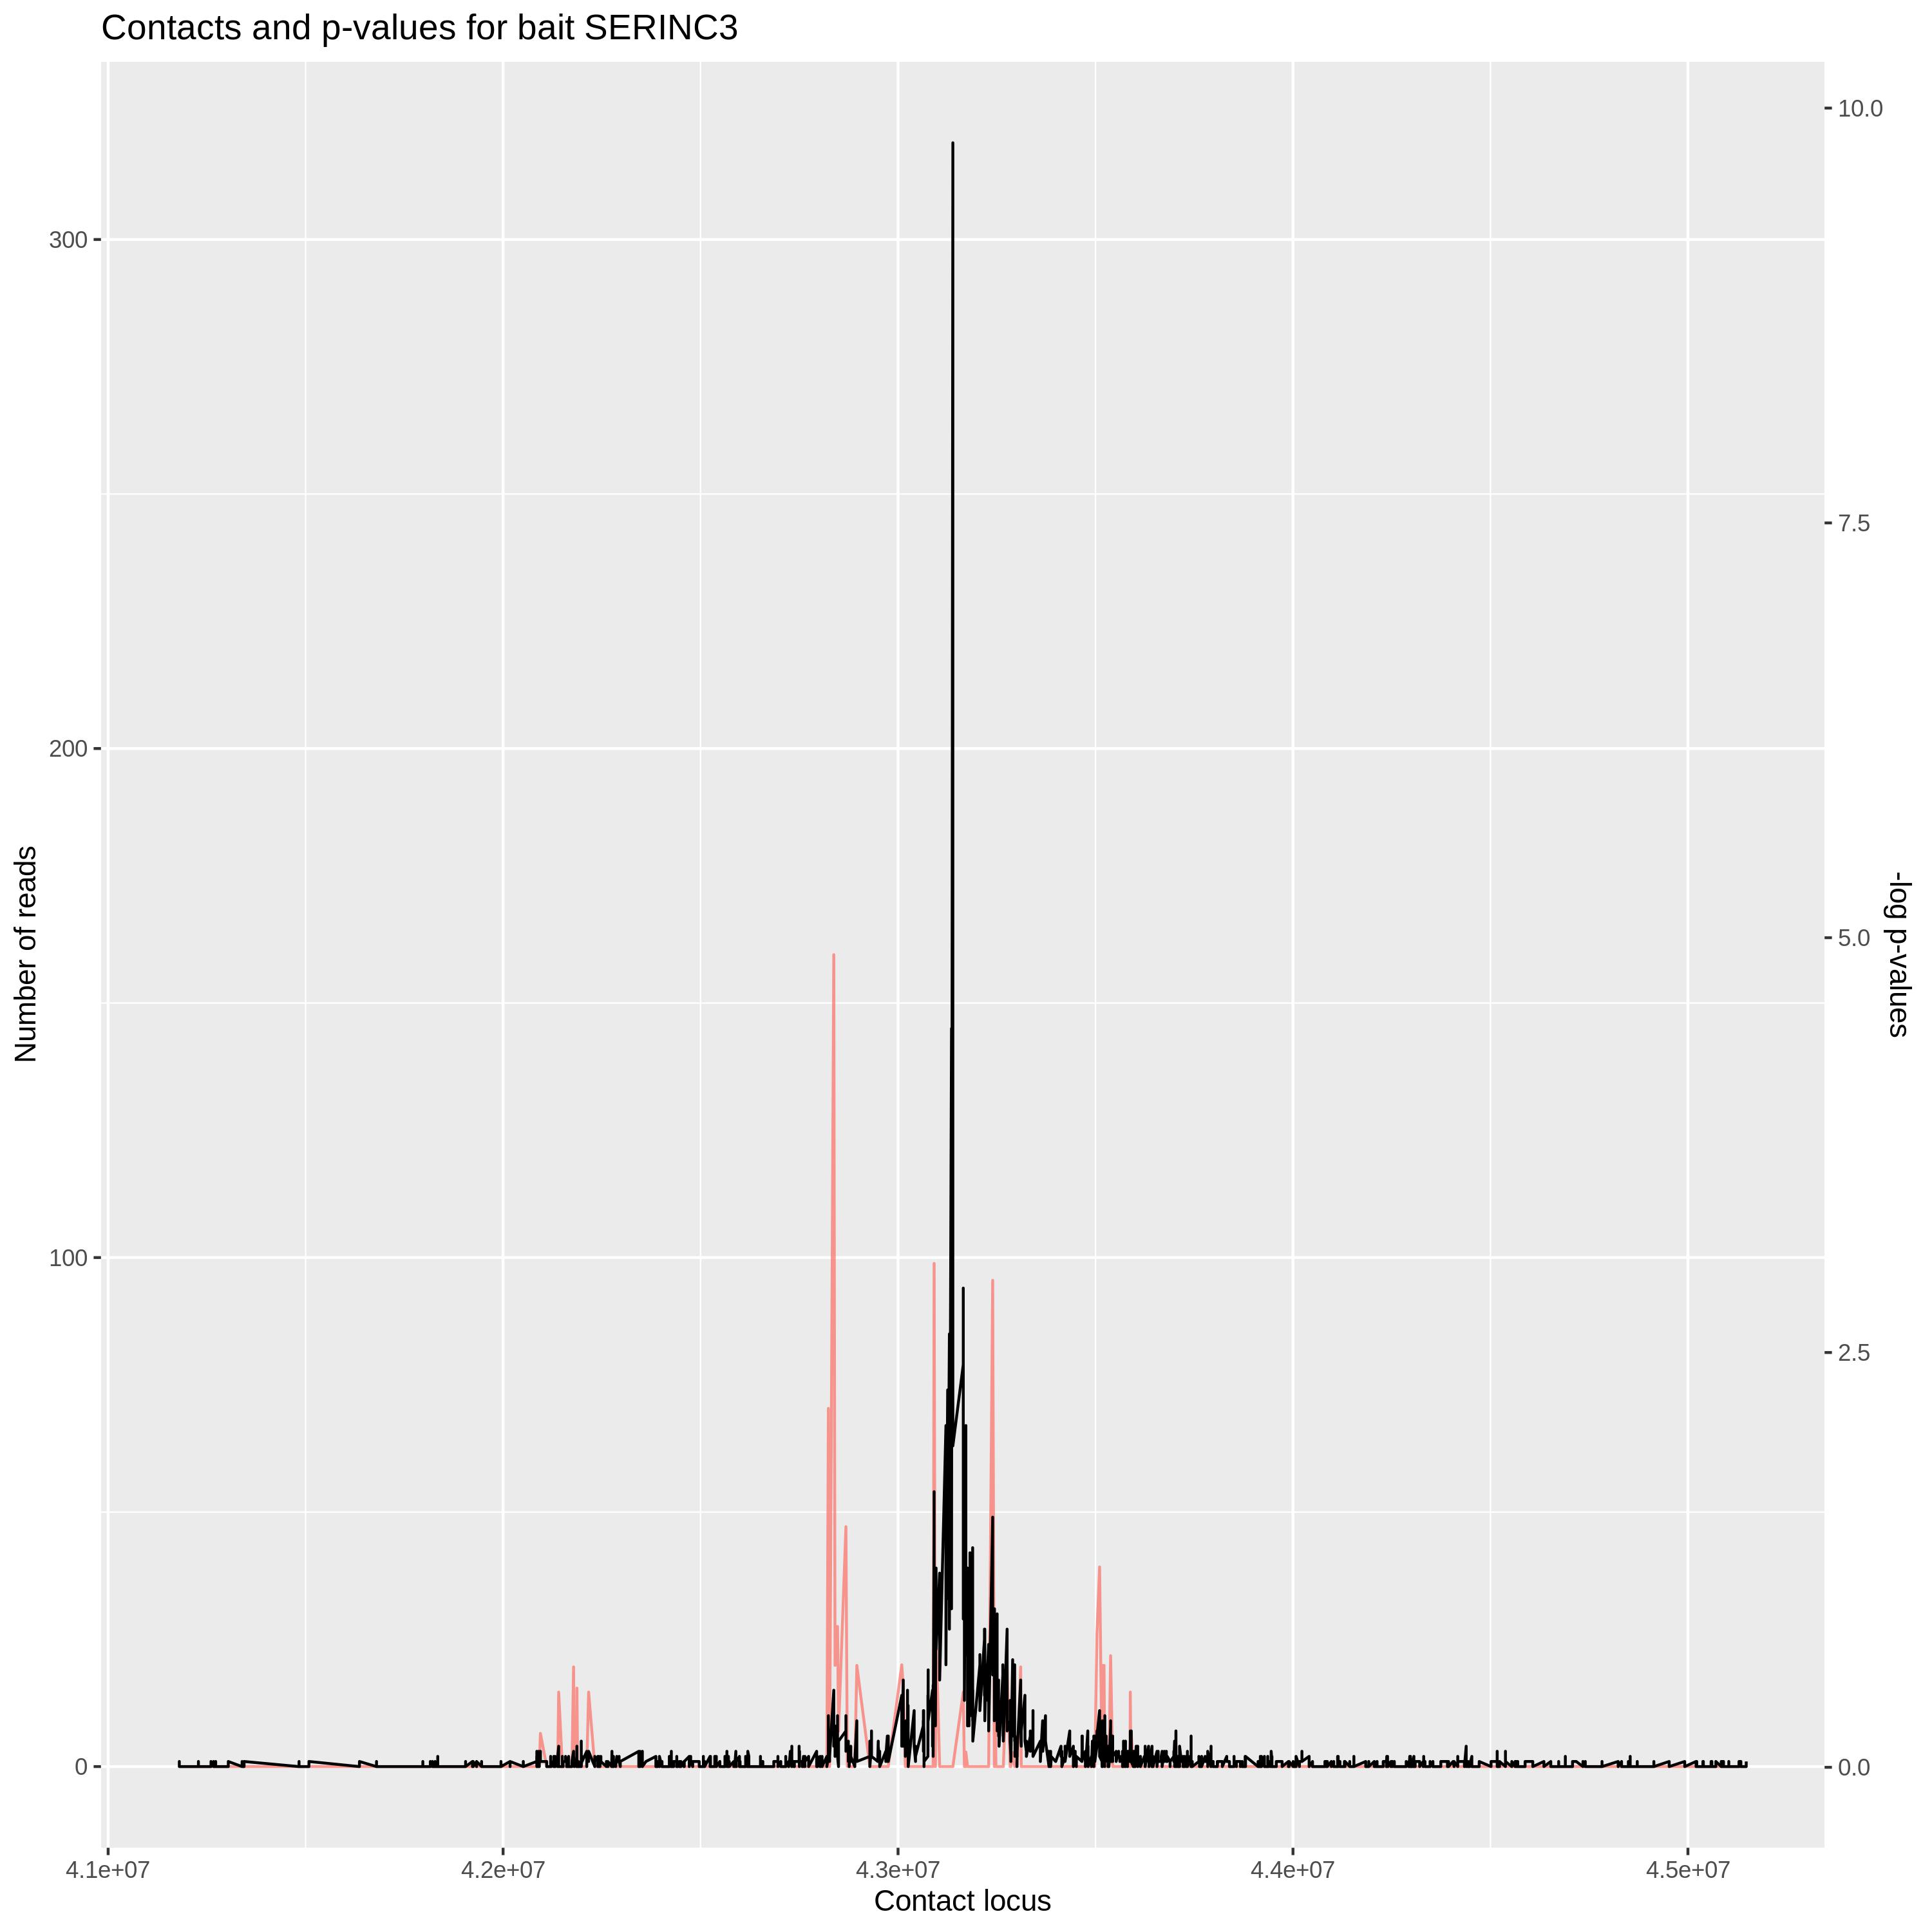 Contacts and p-values for bait SERINC3
10.0
300
7.5
200
5.0
Number of reads
-log p-values
2.5
100
0
0.0
4.1e+07 4.2e+07 4.3e+07 4.4e+07 4.5e+07
Contact locus